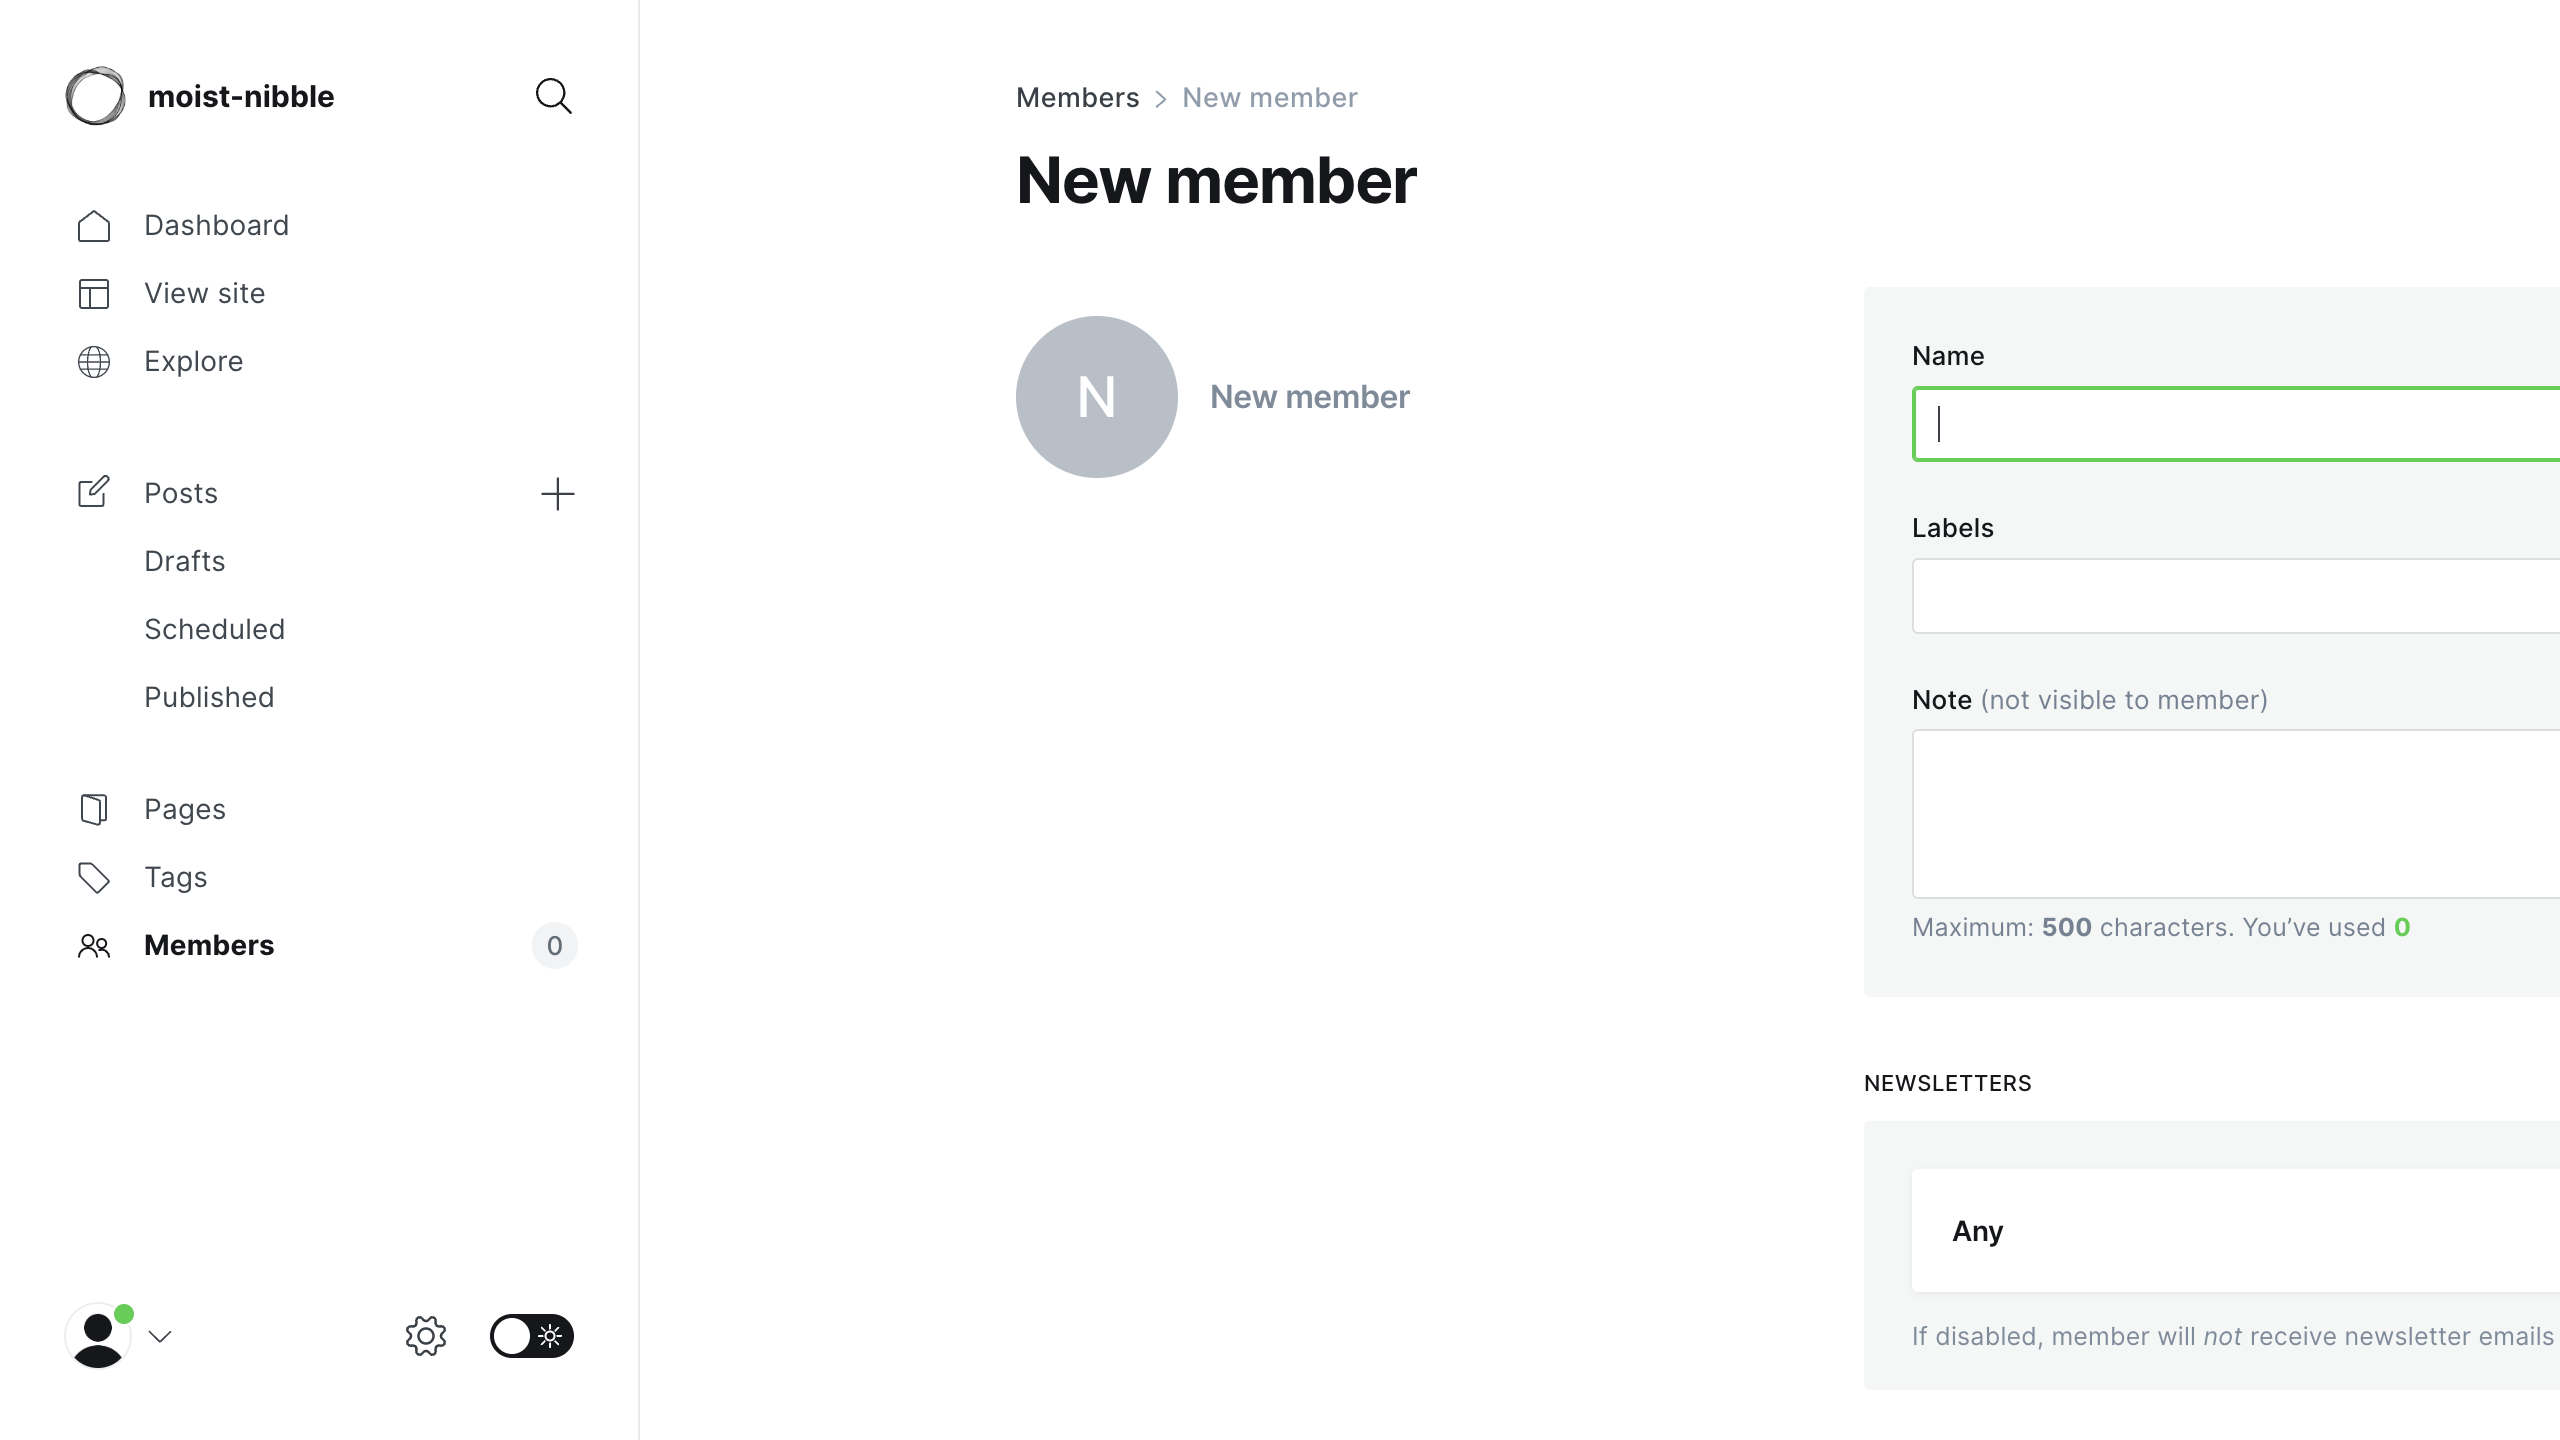 moist-nibble
Dashboard
View site
Explore
Posts
Drafts
Scheduled
Published
Pages
Tags
Members
0
Members > New member
New member
N
New member
Name
Labels
Note (not visible to member)
Maximum: 500 characters. You’ve used 0
NEWSLETTERS
Any
If disabled, member will not receive newsletter emails